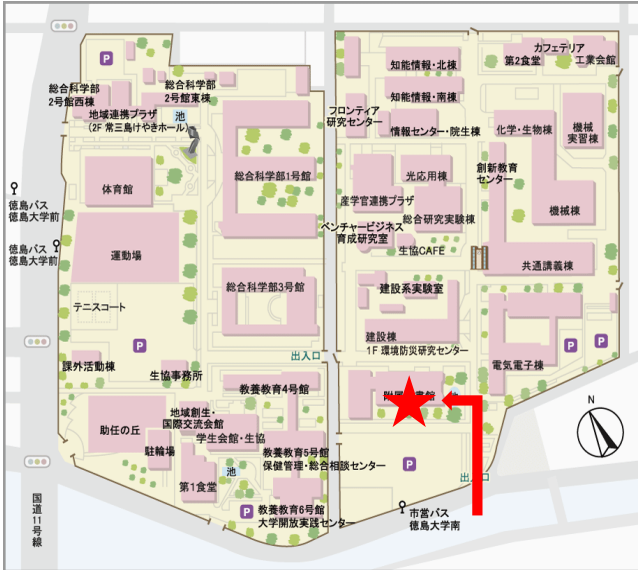 P
総合科学部
2号館西棟
総合科学部
2号館東棟
地域連携プラザ
(2F 常三島けやきホール)
池
体育館
徳島バス
徳島大学前
徳島バス
徳島大学前
運動場
テニスコート
P
課外活動棟
生協事務所
総合科学部1号館
総合科学部3号館
出入口
教養教育4号館
地域創生・
国際交流会館
助任の丘
学生会館・生協
駐輪場
教養教育5号館
保健管理・総合相談センター
池
第1食堂
P
教養教育6号館
大学開放実践センター
国道11号線
P
知能情報・北棟
カフェテリア
第2食堂
工業会館
知能情報・南棟
フロンティア
研究センター
情報センター・院生棟
化学・生物棟
機械
実習棟
光応用棟
創新教育
センター
産学官連携プラザ
総合研究実験棟
機械棟
ベンチャービジネス
育成研究室
生協CAFE
共通講義棟
建設系実験室
建設棟
1F 環境防災研究センター
P
P
電気電子棟
池
P
出入口
市営バス
徳島大学南
N